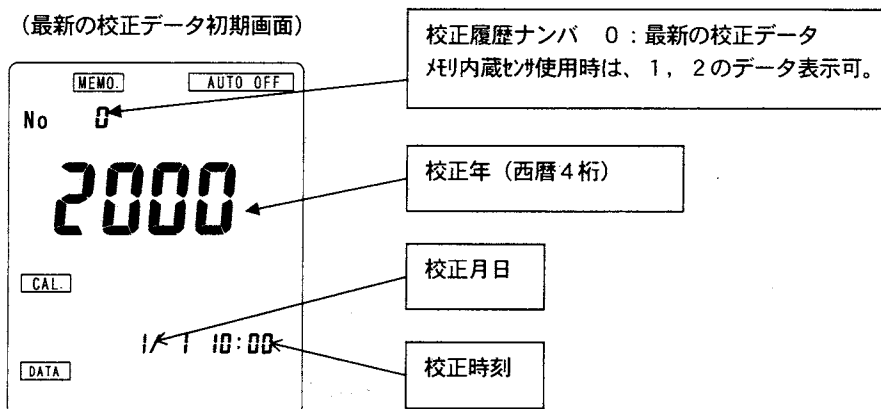 (最新の校正データ初期画面)
校正履歴ナンバ 0:最新の校正データ
ﾒﾓﾘ内蔵ｾﾝｻ使用時は、1,2のデータ表示可。
MEMO. AUTO OFF
No 0
2000
校正年(西暦4桁)
CAL.
校正月日
1/ 1 10:00
校正時刻
DATA